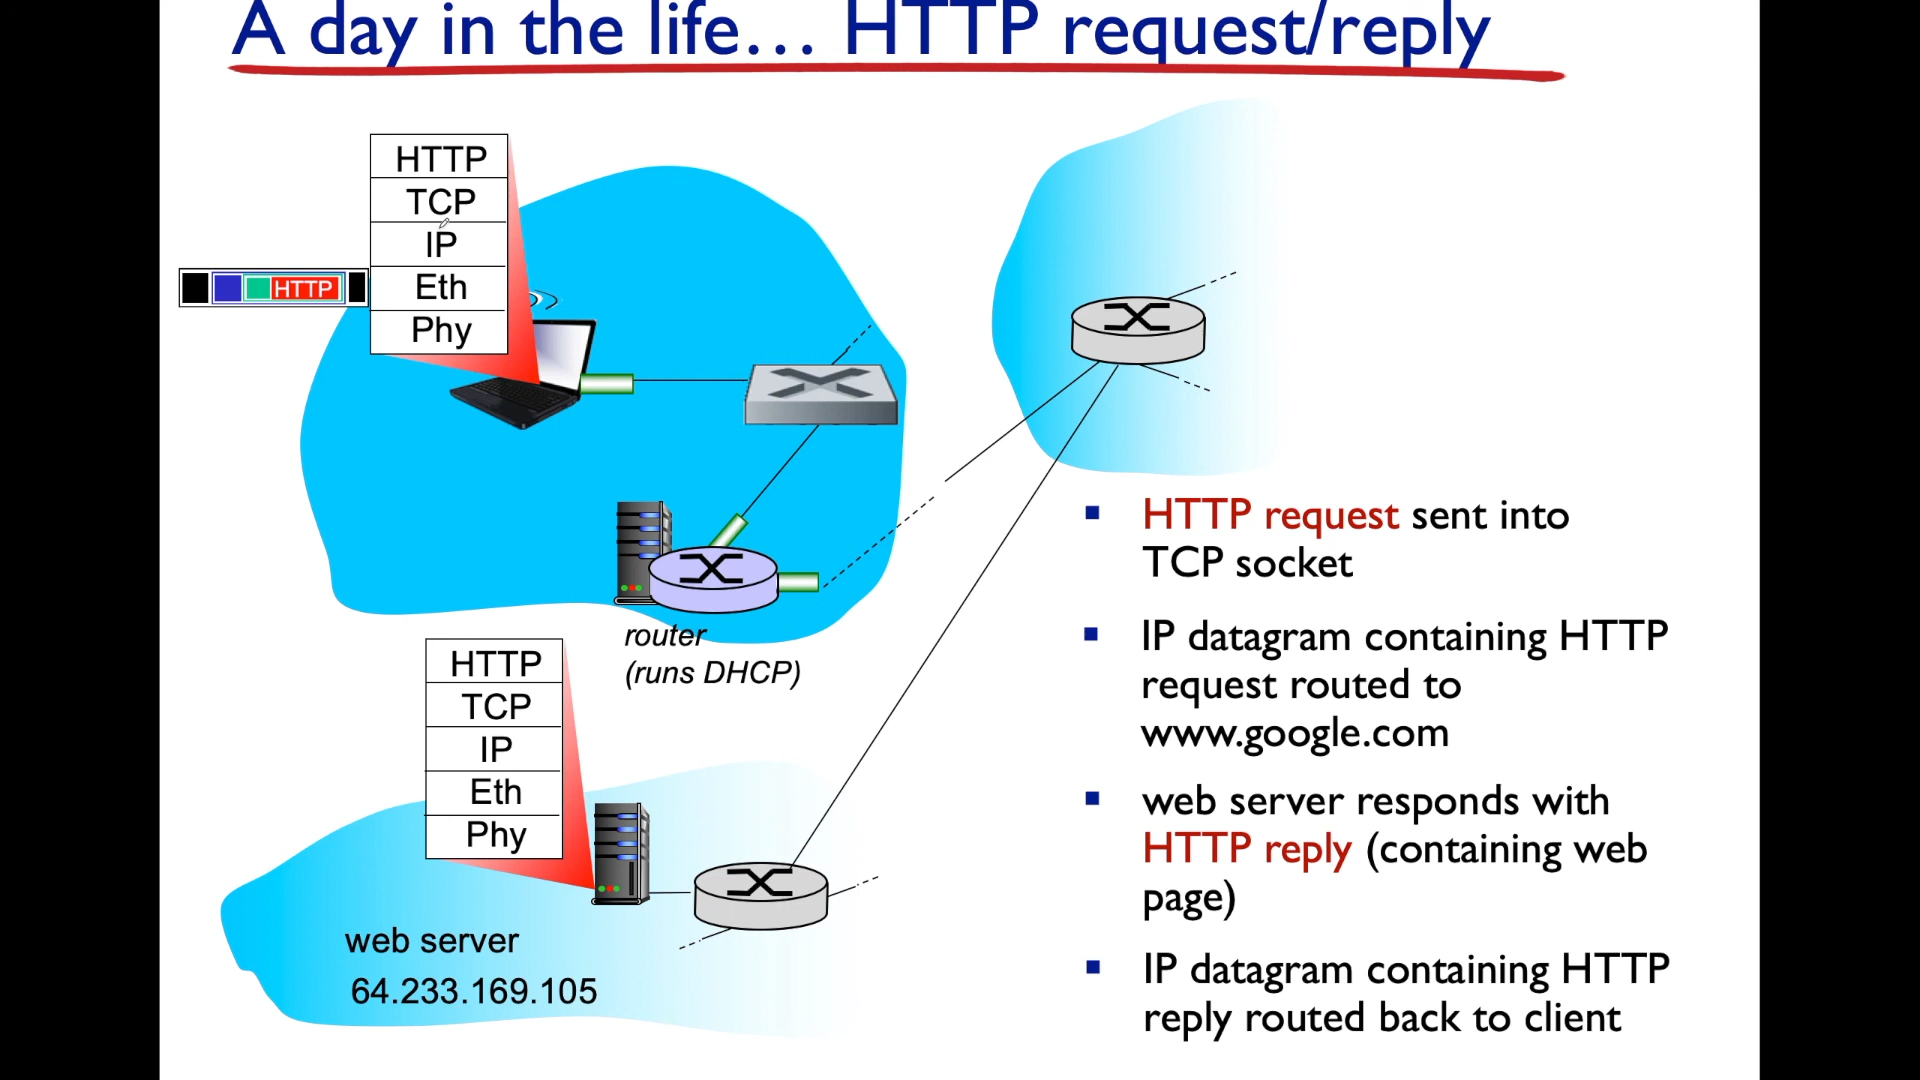 A day in the life… HTTP request/reply
HTTP
TCP
IP
Eth
Phy
HTTP
router
(runs DHCP)
HTTP
TCP
IP
Eth
Phy
web server
64.233.169.105
HTTP request sent into
TCP socket
IP datagram containing HTTP
request routed to
www.google.com
web server responds with
HTTP reply (containing web
page)
IP datagram containing HTTP
reply routed back to client